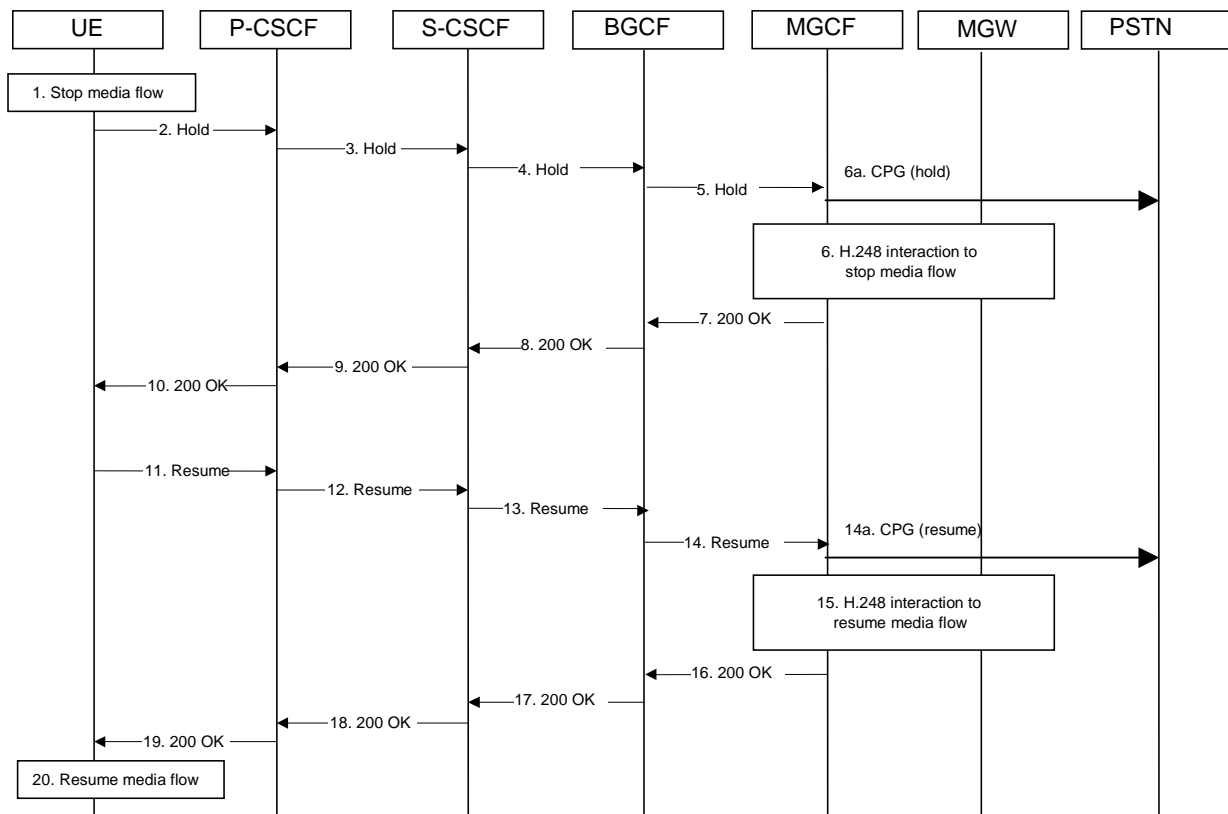 UE
P-CSCF
S-CSCF
BGCF
MGCF
MGW
PSTN
1. Stop media flow
2. Hold
3. Hold
4. Hold
5. Hold
6a. CPG (hold)
6. H.248 interaction to
stop media flow
7. 200 OK
8. 200 OK
9. 200 OK
10. 200 OK
11. Resume
12. Resume
13. Resume
14. Resume
14a. CPG (resume)
15. H.248 interaction to
resume media flow
16. 200 OK
17. 200 OK
18. 200 OK
19. 200 OK
20. Resume media flow